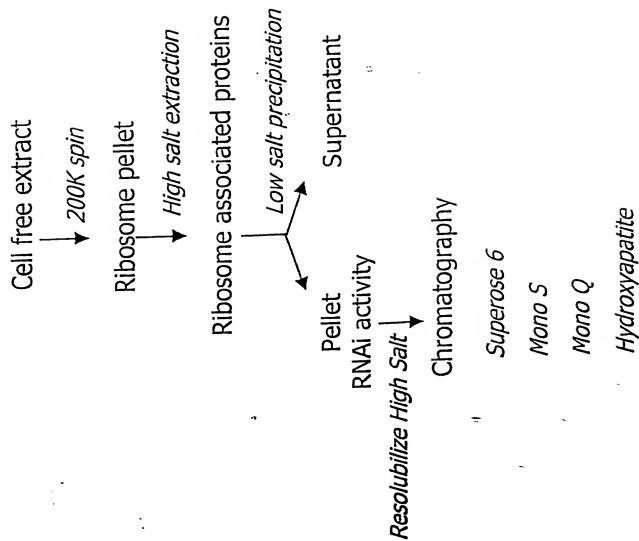 Cell free extract
200K spin
Ribosome pellet
High salt extraction
Ribosome associated proteins
Low salt precipitation
Pellet
RNAi activity
Supernatant
Resolubilize High Salt
Chromatography
Superose 6
Mono S
Mono Q
Hydroxyapatite